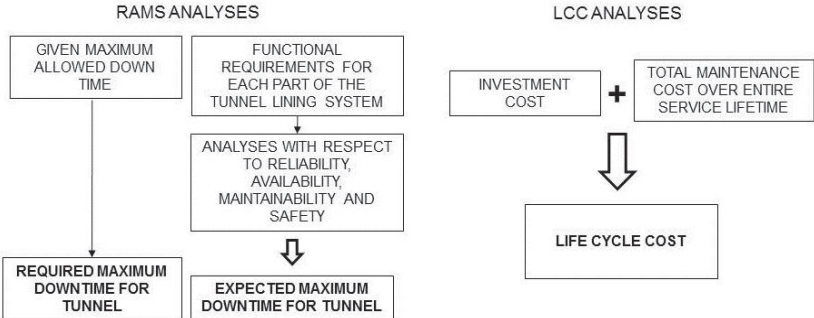 RAMS ANALYSES
GIVEN MAXIMUM
ALLOWED DOWN
TIME
FUNCTIONAL
REQUIREMENTS FOR
EACH PART OF THE
TUNNEL LINING SYSTEM
ANALYSES WITH RESPECT
TO RELIABILITY,
AVAILABILITY,
MAINTAINABILITY AND
SAFETY
REQUIRED MAXIMUM
DOWNTIME FOR
TUNNEL
EXPECTED MAXIMUM
DOWNTIME FOR TUNNEL
LCC ANALYSES
INVESTMENT
COST
+
TOTAL MAINTENANCE
COST OVER ENTIRE
SERVICE LIFETIME
LIFE CYCLE COST